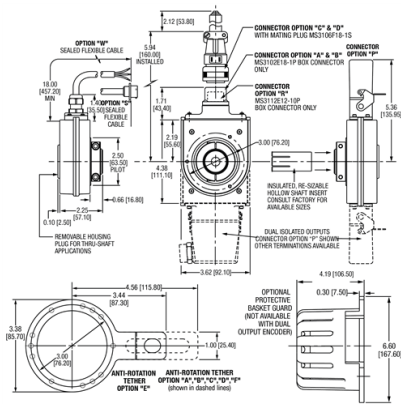 2.12 [53.80]
OPTION "W"
SEALED FLEXIBLE CABLE
5.94
[160.00]
INSTALLED
CONNECTOR OPTION "C" & "D"
WITH MATING PLUG MS3106F18-1S
CONNECTOR OPTION "A" & "B"
MS3102E18-1P BOX CONNECTOR
ONLY
CONNECTOR
OPTION "P"
18.00
[457.20]
MIN
OPTION "S"
SEALED
FLEXIBLE
CABLE
[35.50]
1.71
[43,40]
CONNECTOR
OPTION "R"
MS3112E12-10P
BOX CONNECTOR ONLY
5.36
[135.95]
2.19
[55.60]
3.00 [76.20]
2.50
[63.50]
PILOT
4.38
[111.10]
0.66 [16.80]
2.25
[57.10]
0.10 [2.50]
INSULATED, RE-SIZABLE
HOLLOW SHAFT INSERT
CONSULT FACTORY FOR
AVAILABLE SIZES
REMOVABLE HOUSING
PLUG FOR THRU-SHAFT
APPLICATIONS
DUAL ISOLATED OUTPUTS
CONNECTOR OPTION "P" SHOWN
OTHER TERMINATIONS AVAILABLE
3.62 [92.10]
4.56 [115.80]
3.44
[87.30]
4.19 [106.50]
0.30 [7.50]
OPTIONAL
PROTECTIVE
BASKET GUARD
(NOT AVAILABLE
WITH DUAL
OUTPUT ENCODER)
3.38
[85.70]
3.00
[76.20]
1.00 [25.40]
6.60
[167.60]
ANTI-ROTATION
TETHER
OPTION "E"
ANTI-ROTATION TETHER
OPTION "A","B","C","D","F"
(shown in dashed lines)